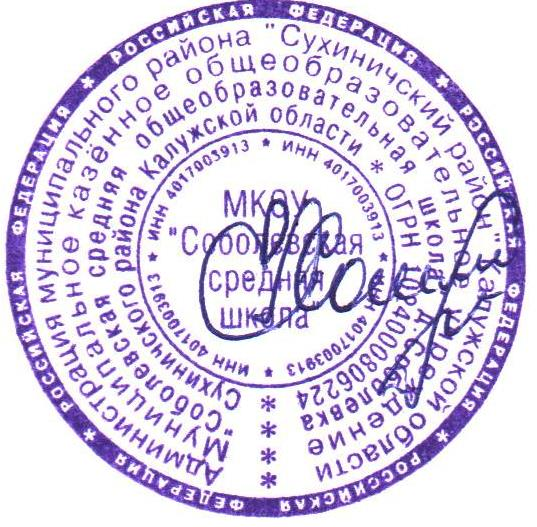 РОССИЙСКАЯ ФЕДЕРАЦИЯ * РОССИЙСКАЯ ФЕДЕРАЦИЯ * РОССИЙСКАЯ ФЕДЕРАЦИЯ * РОССИЙСКАЯ ФЕДЕРАЦИЯ *
Администрация муниципального района "Сухиничский район" Калужской области *
Муниципальное казённое общеобразовательное учреждение *
"Соболевская средняя общеобразовательная школа" д. Соболевка *
Сухиничского района Калужской области * ОГРН 1024000806224 *
ИНН 4017003913 * ИНН 4017003913 * ИНН 4017003913 * ИНН 4017003913 *
МКОУ
"Соболевская
средняя
школа